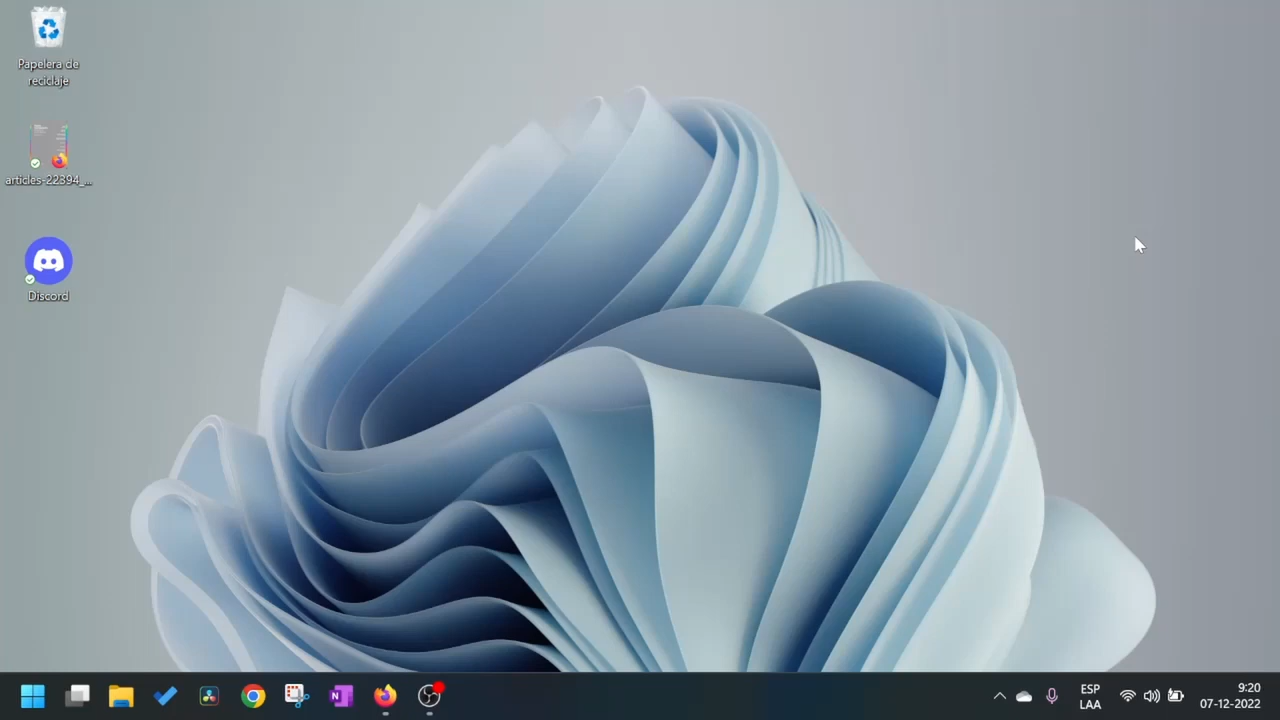 Papelera de
reciclaje
articles-22394_...
Discord
ESP
LAA
9:20
07-12-2022